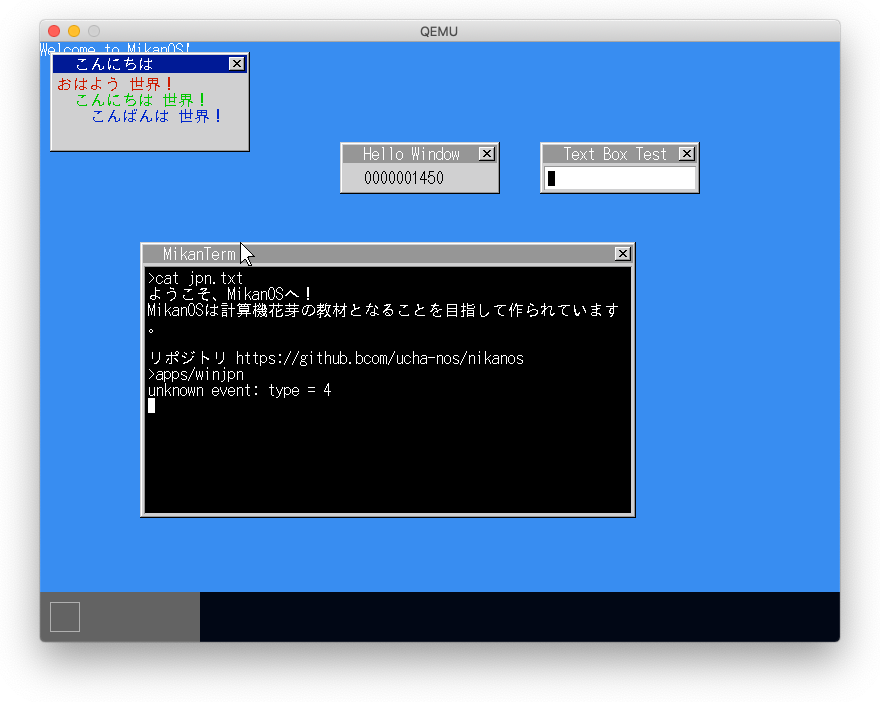 QEMU
Welcome to MikanOS!
こんにちは
おはよう 世界！
こんにちは 世界！
こんばんは 世界！
Hello Window
0000001450
Text Box Test
MikanTerm
>cat jpn.txt
ようこそ、MikanOSへ！
MikanOSは計算機花芽の教材となることを目指して作られています
。
リポジトリ https://github.bcom/ucha-nos/nikanos
>apps/winjpn
unknown event: type = 4